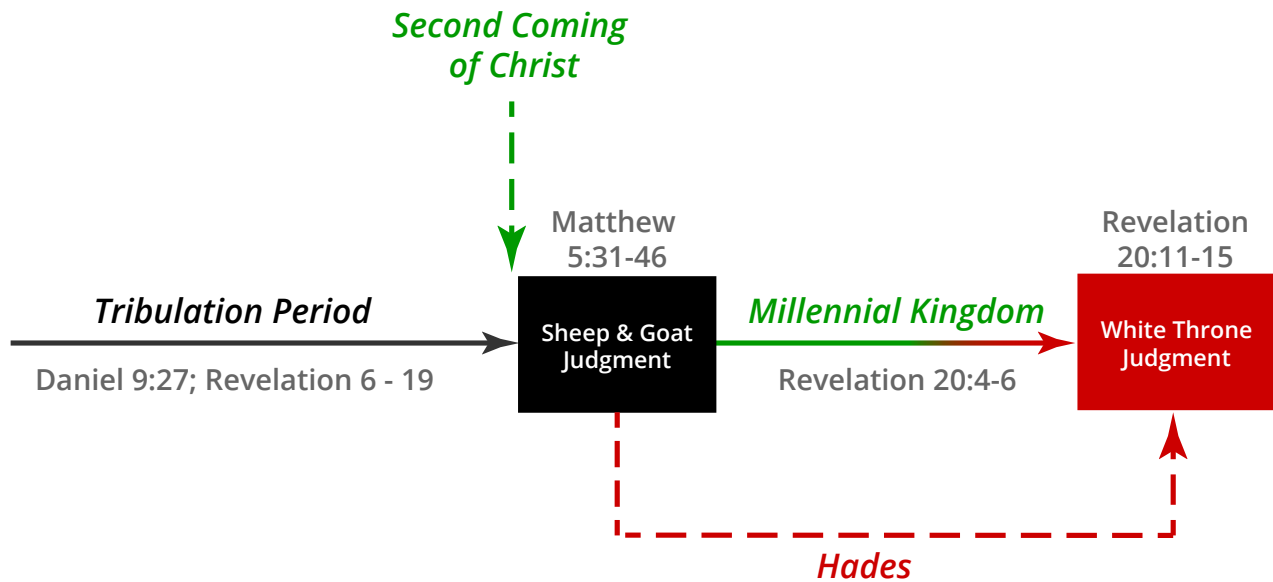 Second Coming
of Christ
Matthew
5:31-46
Revelation
20:11-15
Tribulation Period
Sheep & Goat
Judgment
Millennial Kingdom
White Throne
Judgment
Daniel 9:27; Revelation 6 - 19
Revelation 20:4-6
Hades